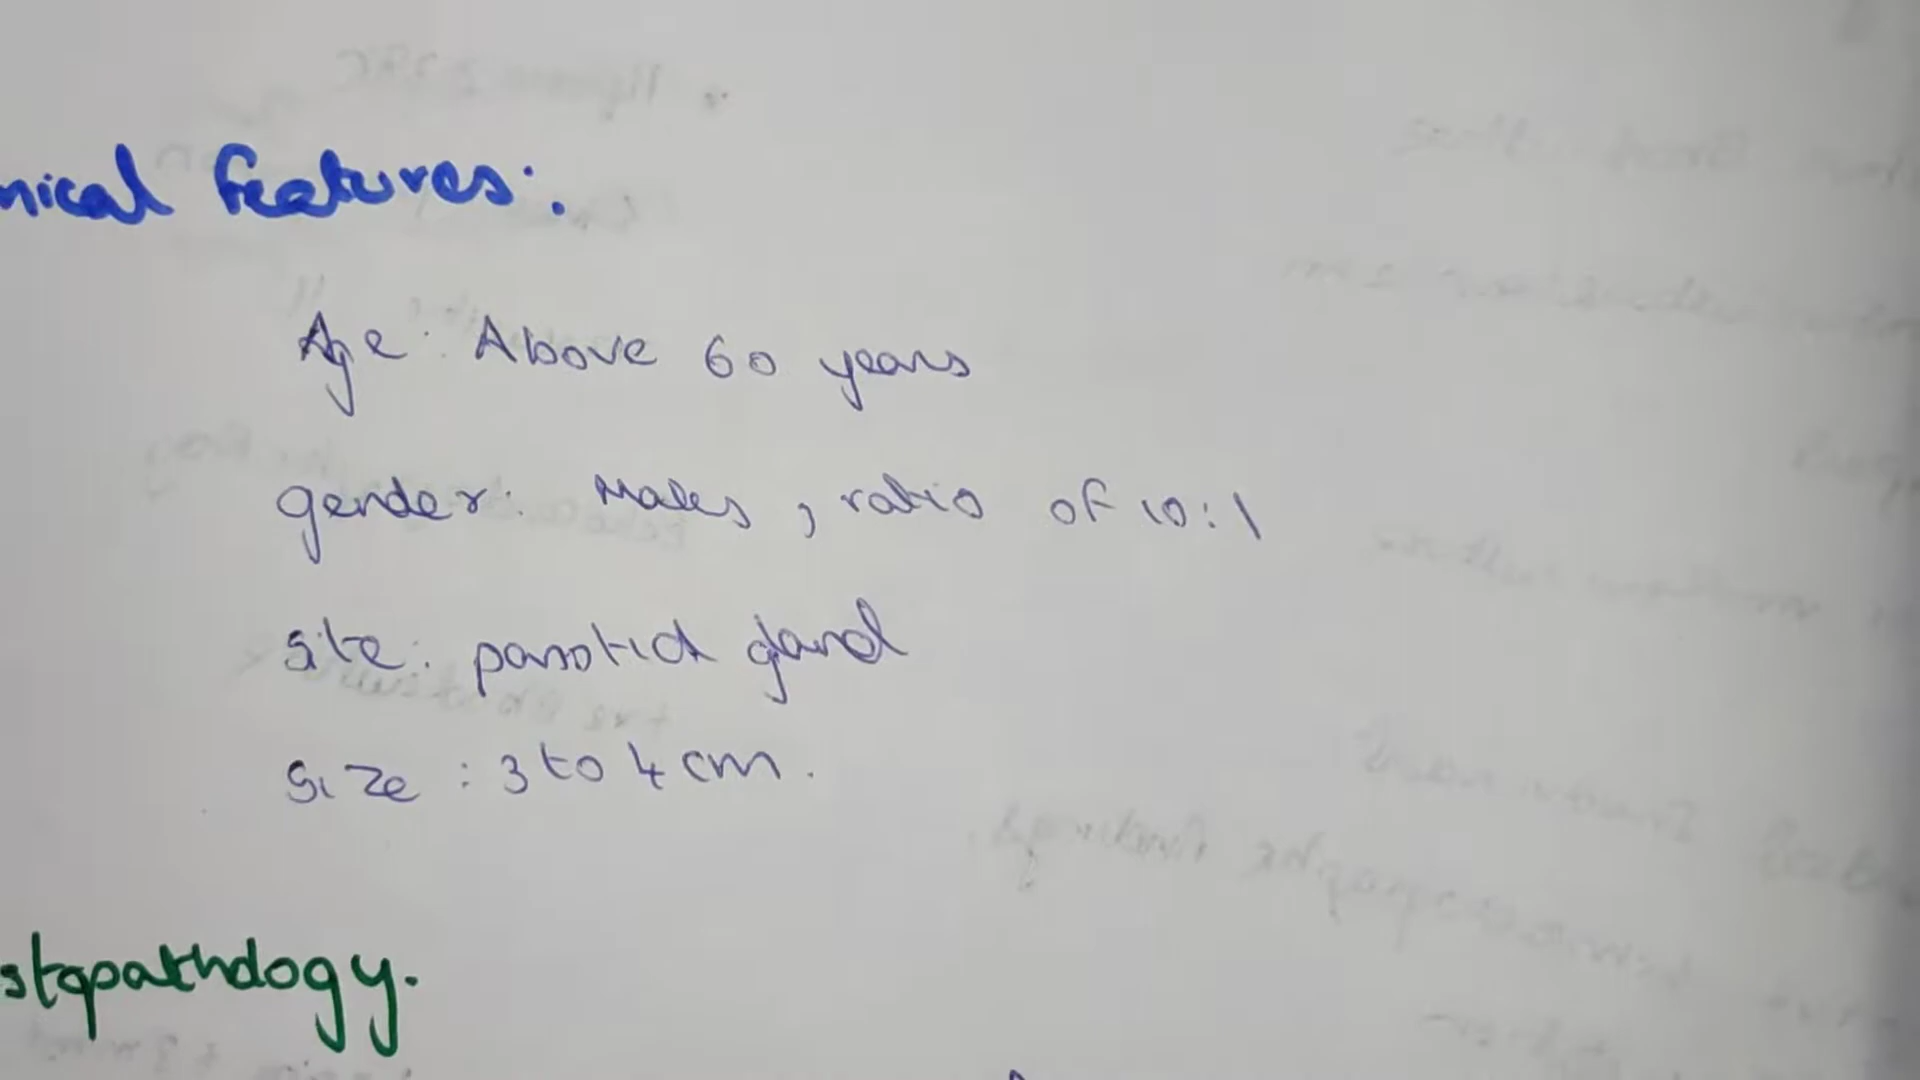 nical features:
Age: Above 60 years
gender: Males, ratio of 10:1
site: parotid gland
Size: 3 to 4 cm.
stopathology.